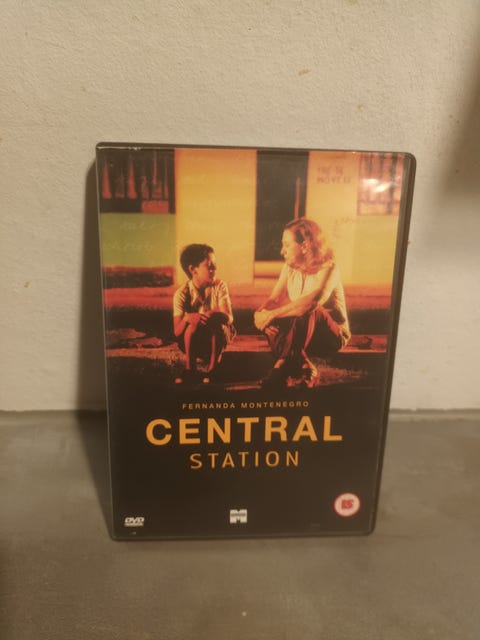 FERNANDA MONTENEGRO
CENTRAL
STATION
DVD
15